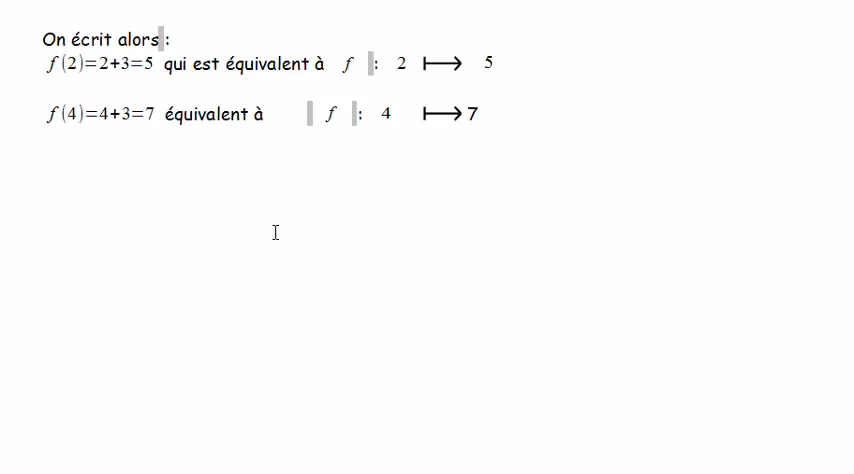 On écrit alors :
f(2)=2+3=5 qui est équivalent à f : 2 ⟼ 5
f(4)=4+3=7 équivalent à f : 4 ⟼ 7